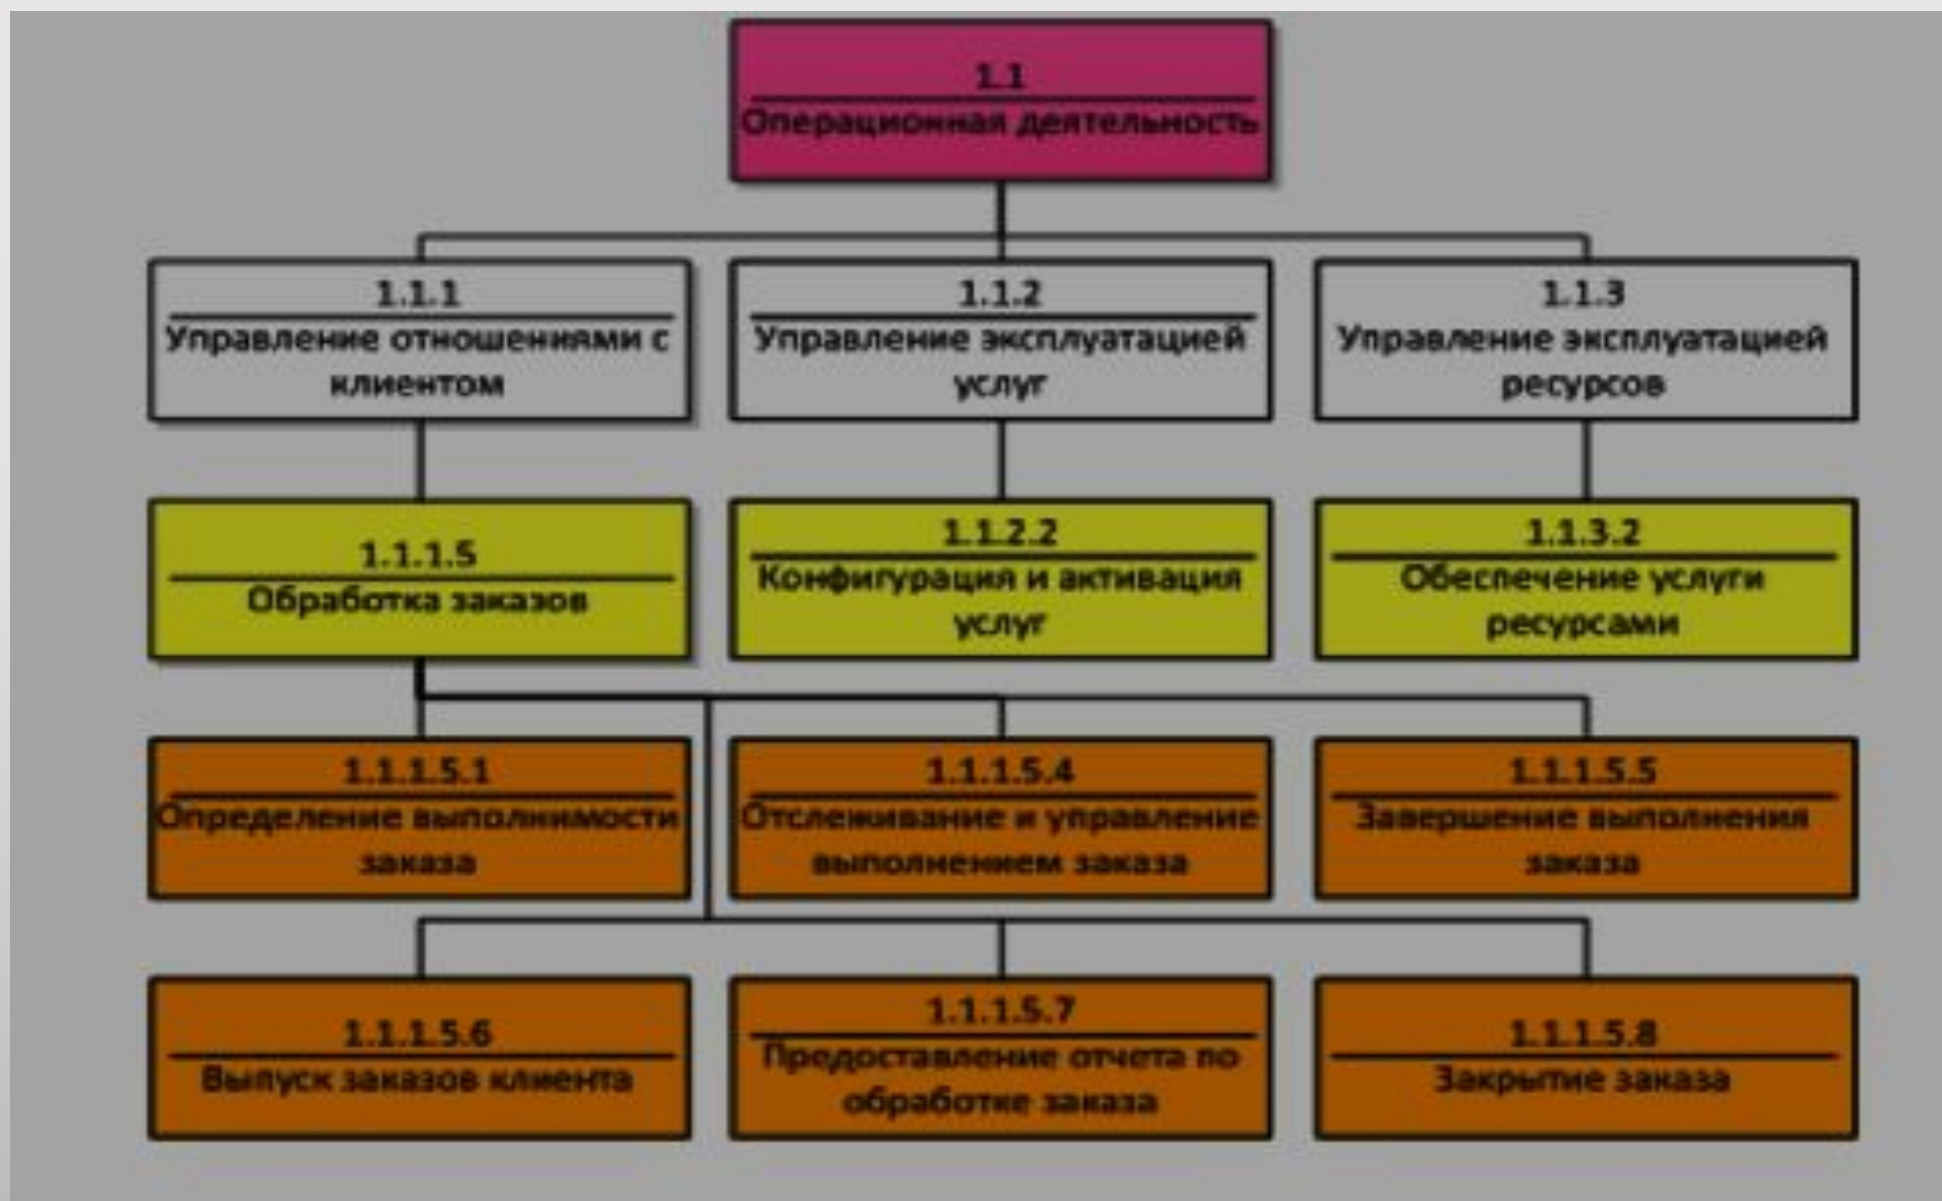 1.1
Операционная деятельность
1.1.1
Управление отношениями с
клиентом
1.1.2
Управление эксплуатацией
услуг
1.1.3
Управление эксплуатацией
ресурсов
1.1.1.5
Обработка заказов
1.1.2.2
Конфигурация и активация
услуг
1.1.3.2
Обеспечение услуги
ресурсами
1.1.1.5.1
Определение выполнимости
заказа
1.1.1.5.4
Отслеживание и управление
выполнением заказа
1.1.1.5.5
Завершение выполнения
заказа
1.1.1.5.6
Выпуск заказов клиента
1.1.1.5.7
Предоставление отчета по
обработке заказа
1.1.1.5.8
Закрытие заказа